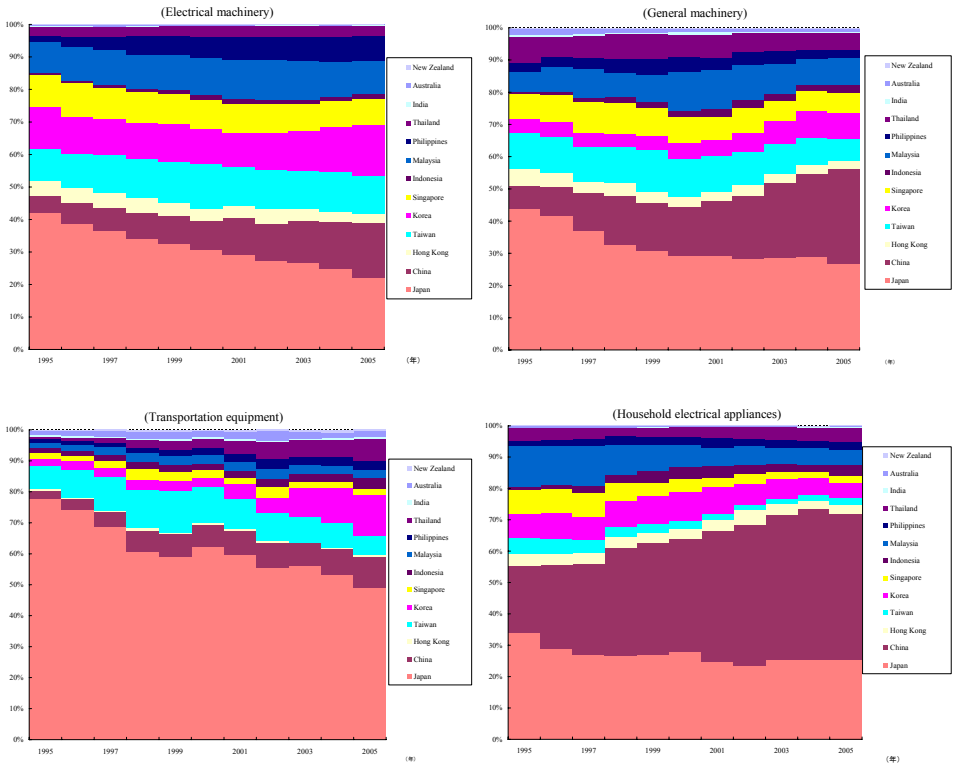 (Electrical machinery)
100%
90%
80%
70%
60%
50%
40%
30%
20%
10%
0%
1995 1997 1999 2001 2003 2005 (年)
New Zealand
Australia
India
Thailand
Philippines
Malaysia
Indonesia
Singapore
Korea
Taiwan
Hong Kong
China
Japan
(General machinery)
100%
90%
80%
70%
60%
50%
40%
30%
20%
10%
0%
1995 1997 1999 2001 2003 2005 (年)
New Zealand
Australia
India
Thailand
Philippines
Malaysia
Indonesia
Singapore
Korea
Taiwan
Hong Kong
China
Japan
(Transportation equipment)
100%
90%
80%
70%
60%
50%
40%
30%
20%
10%
0%
1995 1997 1999 2001 2003 2005
(年)
New Zealand
Australia
India
Thailand
Philippines
Malaysia
Indonesia
Singapore
Korea
Taiwan
Hong Kong
China
Japan
(Household electrical appliances)
100%
90%
80%
70%
60%
50%
40%
30%
20%
10%
0%
1995 1997 1999 2001 2003 2005
(年)
New Zealand
Australia
India
Thailand
Philippines
Malaysia
Indonesia
Singapore
Korea
Taiwan
Hong Kong
China
Japan